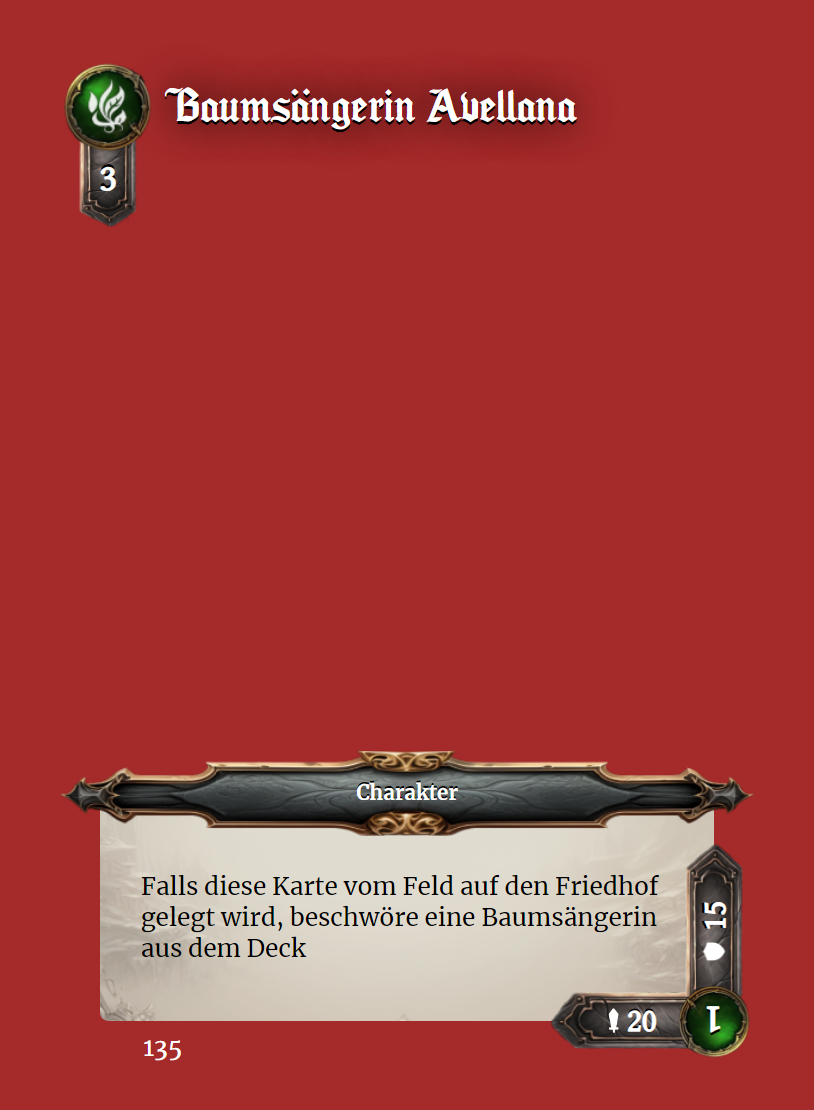 Baumsängerin Avellana
3
Charakter
Falls diese Karte vom Feld auf den Friedhof
gelegt wird, beschwöre eine Baumsängerin
aus dem Deck
15
20
1
135